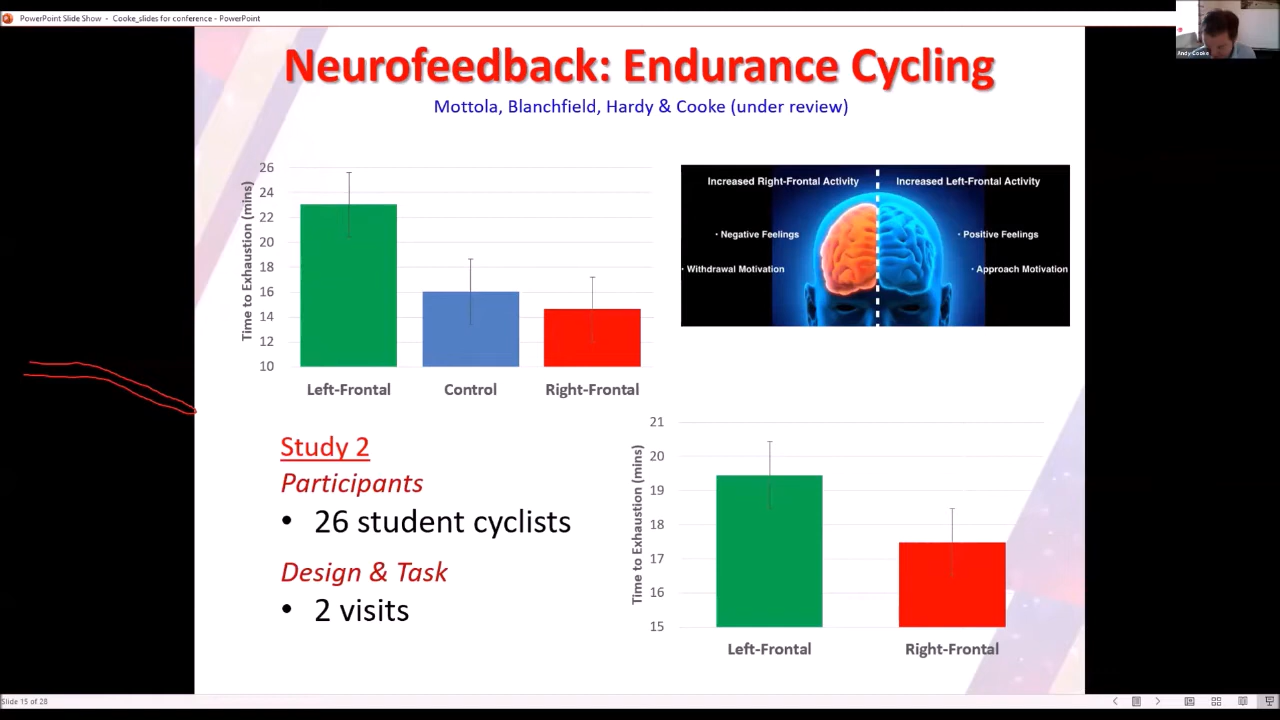 PowerPoint Slide Show - Cooke_slides for conference - PowerPoint
Andy Cooke
Neurofeedback: Endurance Cycling
Mottola, Blanchfield, Hardy & Cooke (under review)
Time to Exhaustion (mins)
26
24
22
20
18
16
14
12
10
Left-Frontal Control Right-Frontal
Increased Right-Frontal Activity
Increased Left-Frontal Activity
• Negative Feelings
• Positive Feelings
• Withdrawal Motivation
• Approach Motivation
Study 2
Participants
• 26 student cyclists
Design & Task
• 2 visits
Time to Exhaustion (mins)
21
20
19
18
17
16
15
Left-Frontal Right-Frontal
Slide 15 of 28